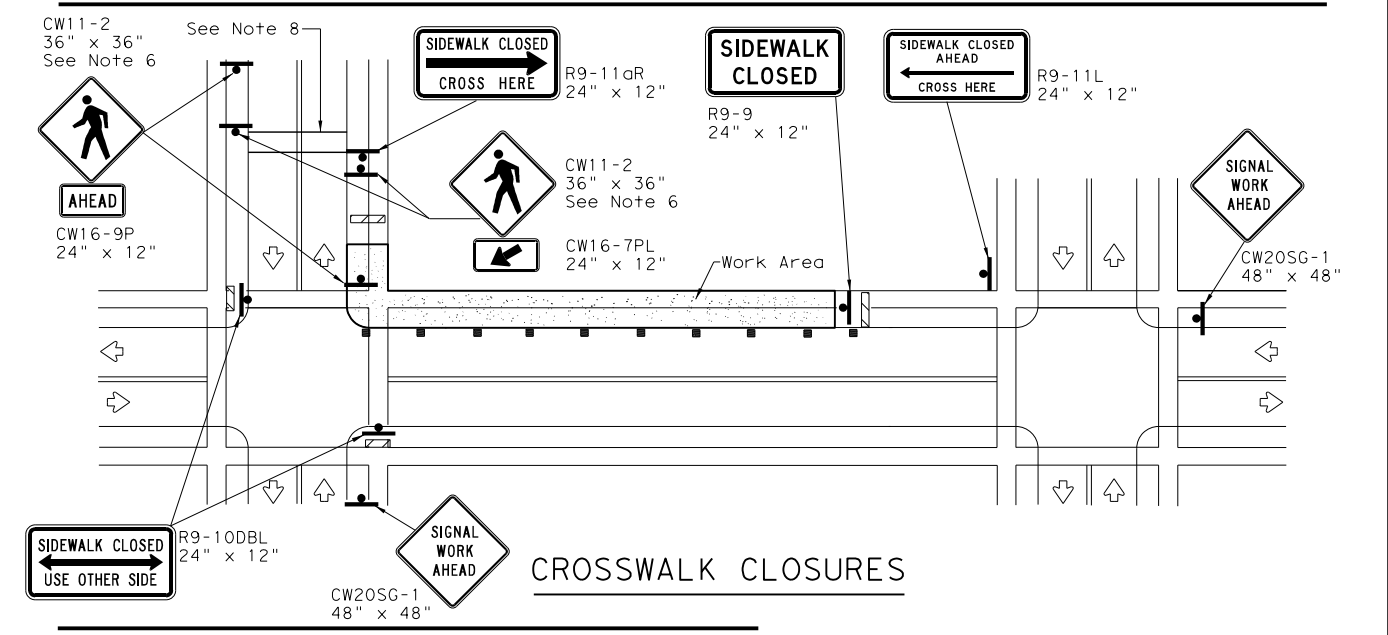 CW11-2
36" x 36"
See Note 6
See Note 8
SIDEWALK CLOSED
CROSS HERE
R9-11aR
24" x 12"
SIDEWALK
CLOSED
R9-9
24" x 12"
SIDEWALK CLOSED
AHEAD
CROSS HERE
R9-11L
24" x 12"
AHEAD
CW16-9P
24" x 12"
CW11-2
36" x 36"
See Note 6
CW16-7PL
24" x 12"
Work Area
SIGNAL
WORK
AHEAD
CW20SG-1
48" x 48"
SIDEWALK CLOSED
USE OTHER SIDE
R9-10DBL
24" x 12"
SIGNAL
WORK
AHEAD
CW20SG-1
48" x 48"
CROSSWALK CLOSURES